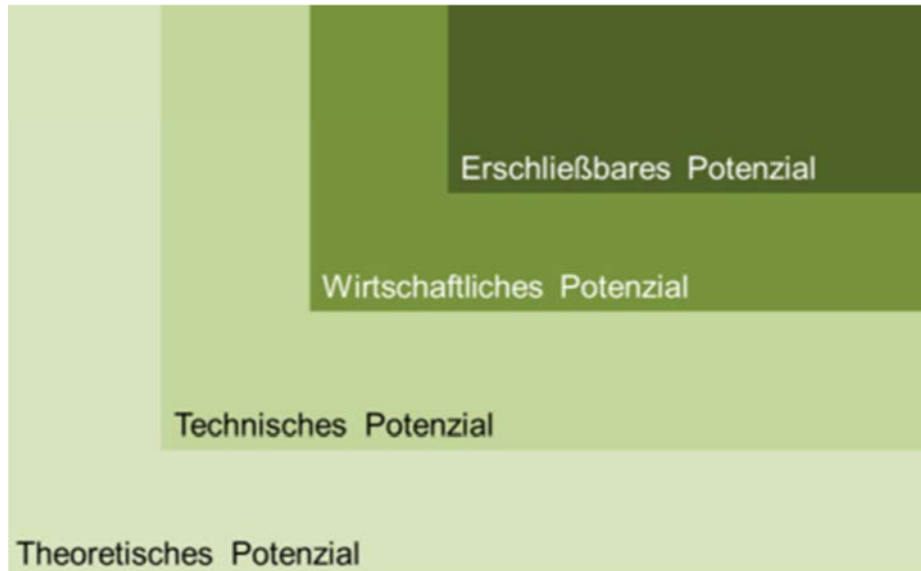 Erschließbares Potenzial
Wirtschaftliches Potenzial
Technisches Potenzial
Theoretisches Potenzial